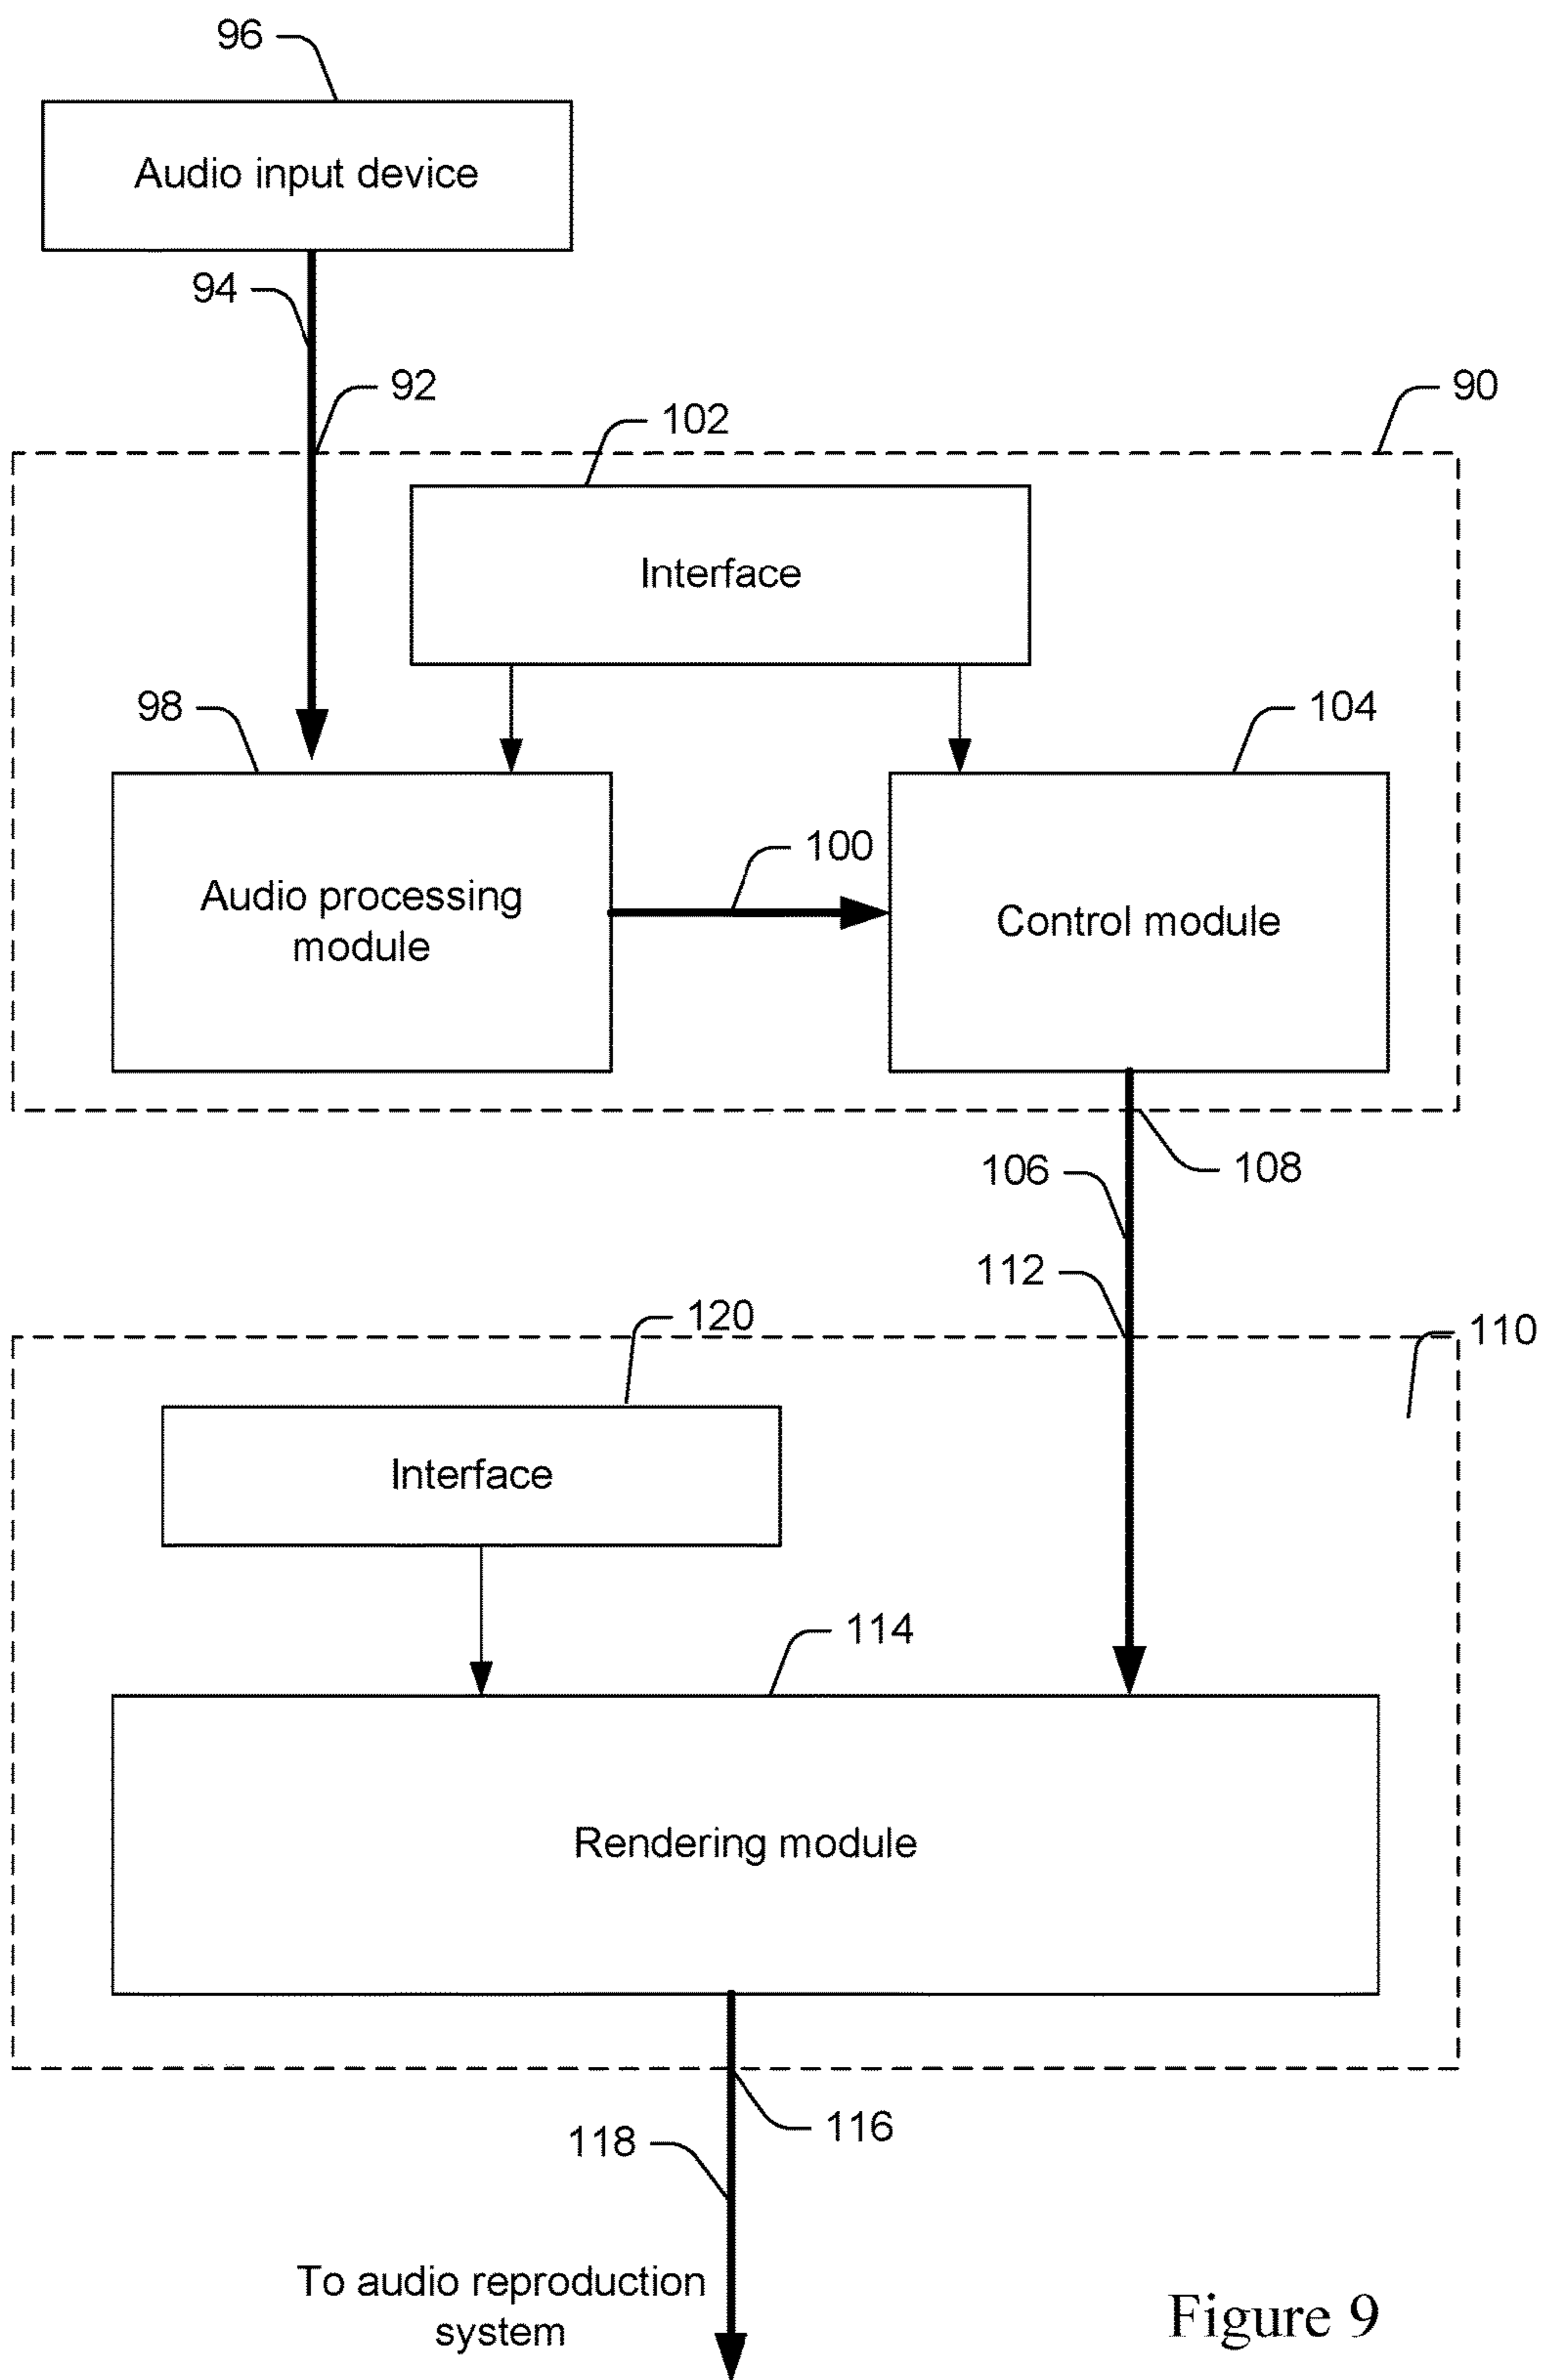 96
Audio input device
94
92
90
102
Interface
98
104
100
Audio processing
module
Control module
106
108
112
120
110
Interface
114
Rendering module
116
118
To audio reproduction
system
Figure 9